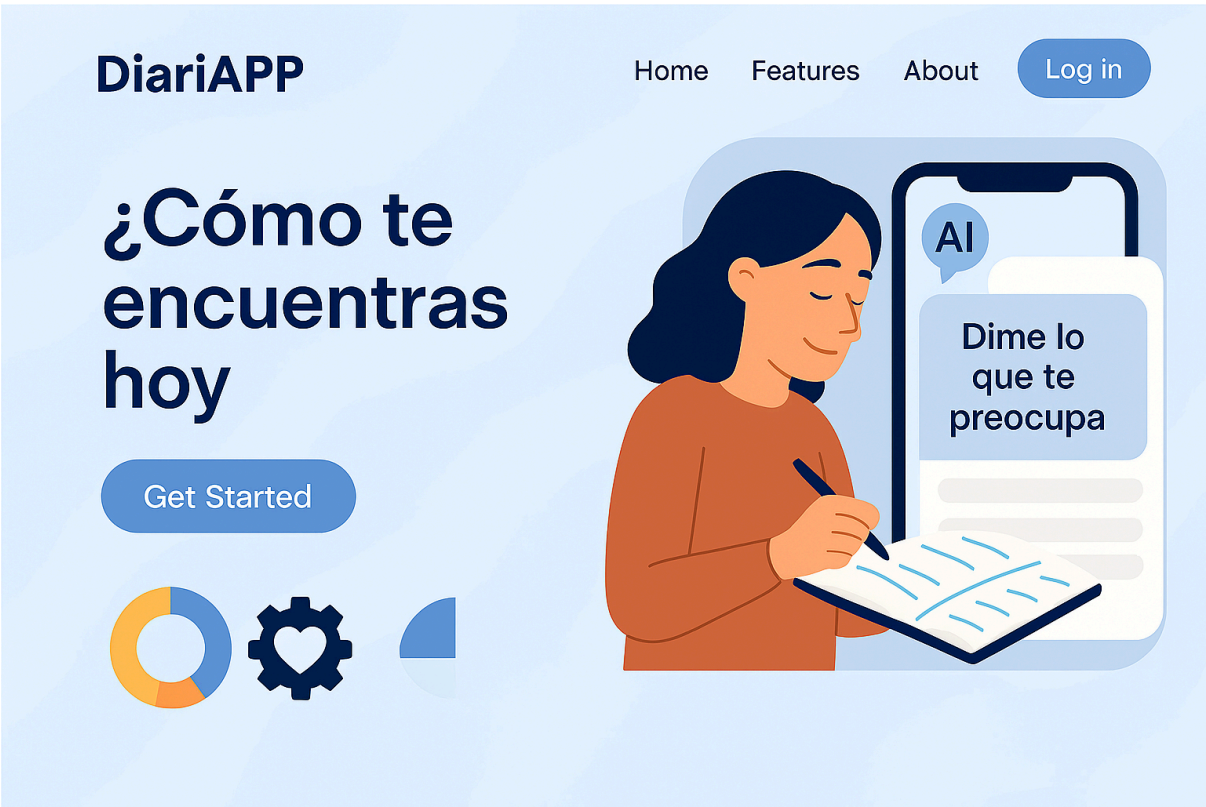 DiariAPP
Home Features About Log in
¿Cómo te
encuentras
hoy
Get Started
AI
Dime lo
que te
preocupa